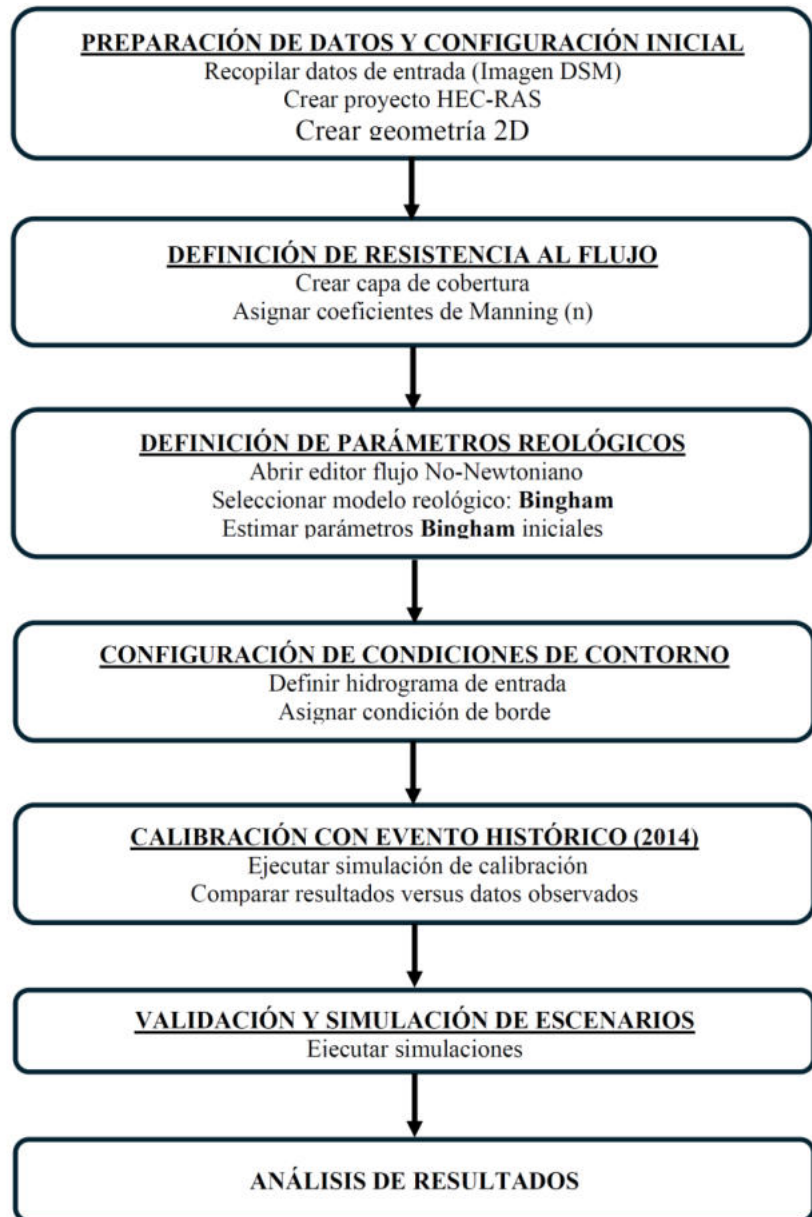 PREPARACIÓN DE DATOS Y CONFIGURACIÓN INICIAL
Recopilar datos de entrada (Imagen DSM)
Crear proyecto HEC-RAS
Crear geometría 2D
DEFINICIÓN DE RESISTENCIA AL FLUJO
Crear capa de cobertura
Asignar coeficientes de Manning (n)
DEFINICIÓN DE PARÁMETROS REOLÓGICOS
Abrir editor flujo No-Newtoniano
Seleccionar modelo reológico: Bingham
Estimar parámetros Bingham iniciales
CONFIGURACIÓN DE CONDICIONES DE CONTORNO
Definir hidrograma de entrada
Asignar condición de borde
CALIBRACIÓN CON EVENTO HISTÓRICO (2014)
Ejecutar simulación de calibración
Comparar resultados versus datos observados
VALIDACIÓN Y SIMULACIÓN DE ESCENARIOS
Ejecutar simulaciones
ANÁLISIS DE RESULTADOS